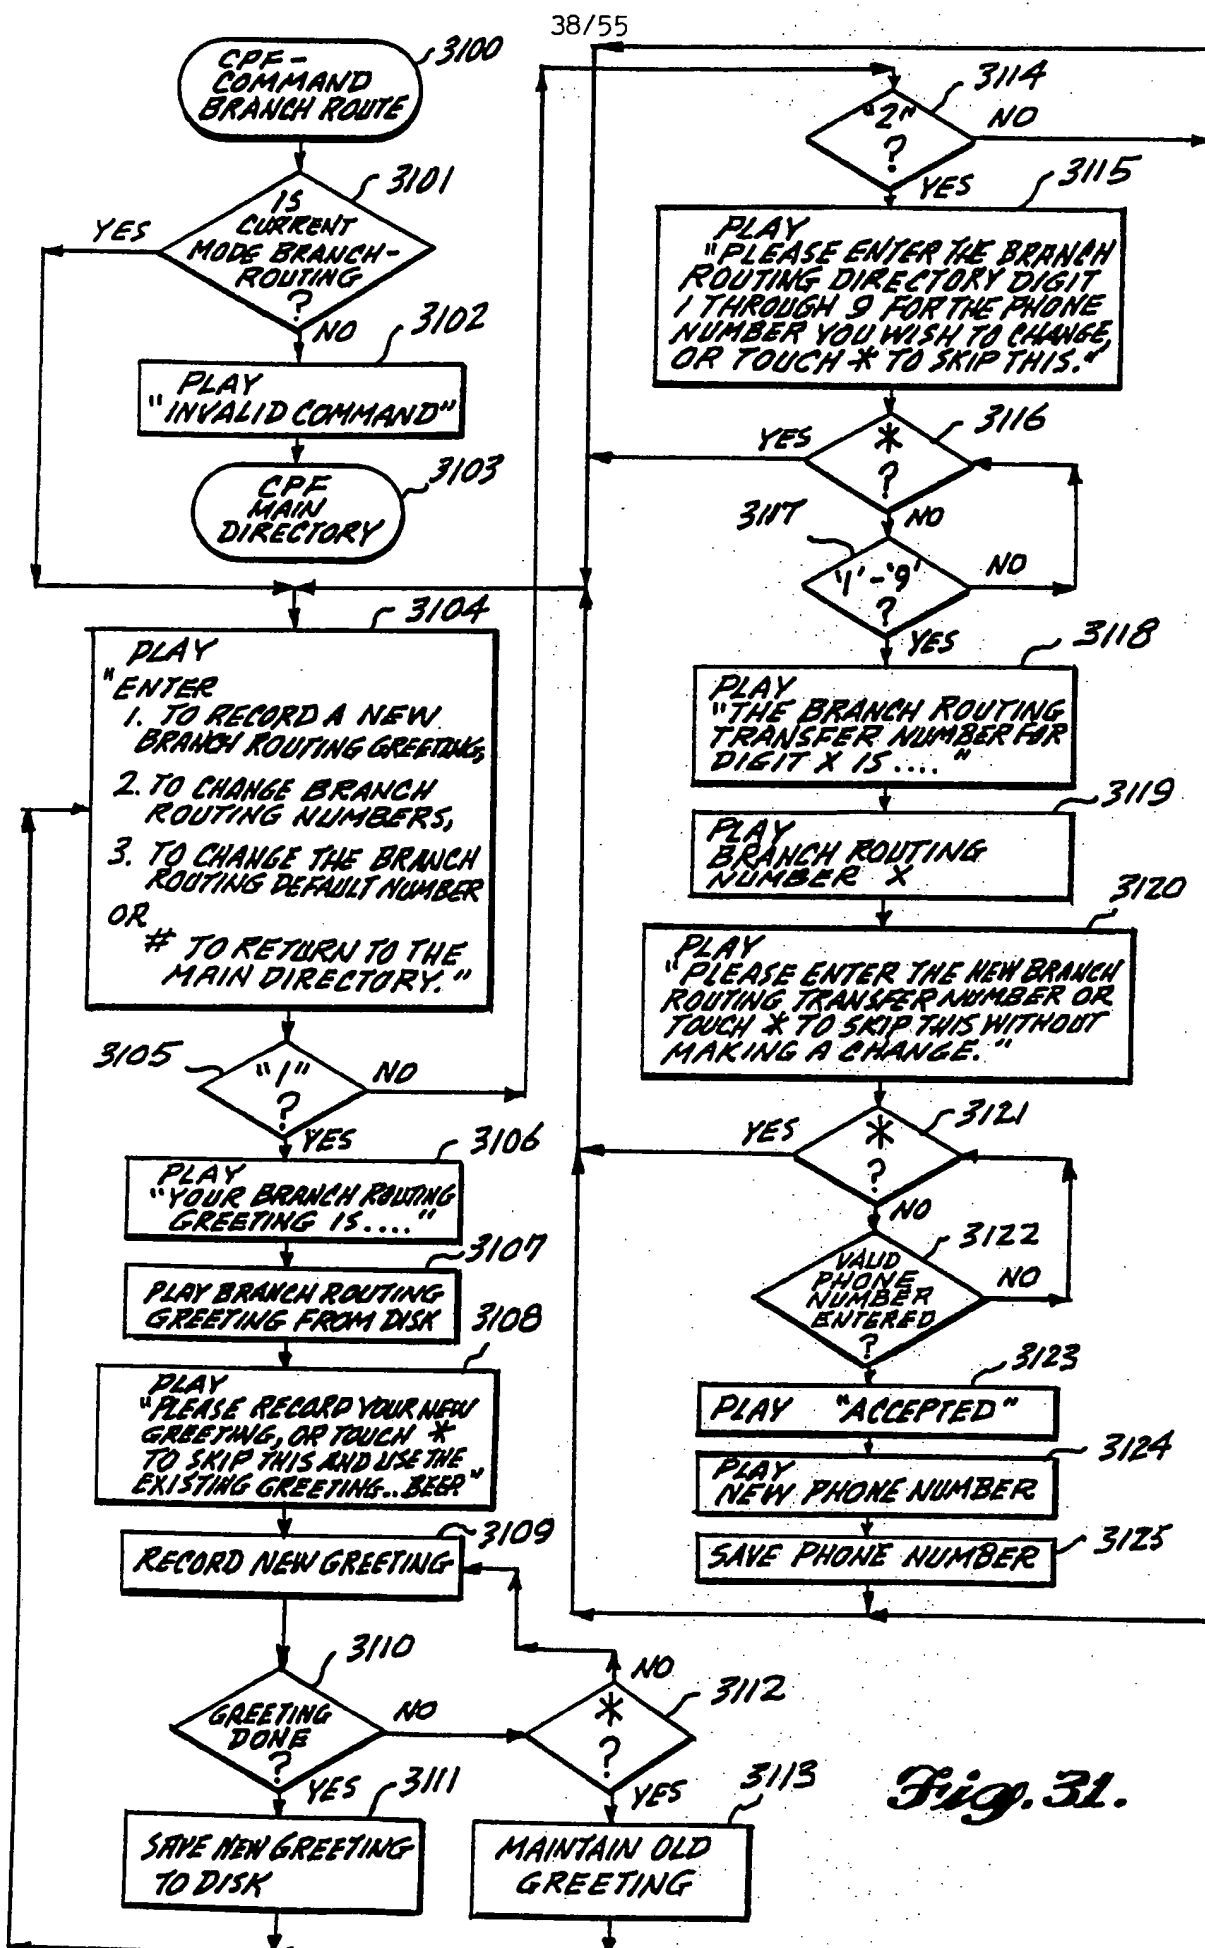 38/55
CPF-
COMMAND
BRANCH ROUTE
3100
3101
IS
CURRENT
MODE BRANCH-
ROUTING
?
YES
NO
3102
PLAY
"INVALID COMMAND"
3103
CPF
MAIN
DIRECTORY
3104
PLAY
"ENTER
1. TO RECORD A NEW
BRANCH ROUTING GREETING,
2. TO CHANGE BRANCH
ROUTING NUMBERS,
3. TO CHANGE THE BRANCH
ROUTING DEFAULT NUMBER
OR
# TO RETURN TO THE
MAIN DIRECTORY."
3105
"1"
?
NO
YES
3106
PLAY
"YOUR BRANCH ROUTING
GREETING IS...."
3107
PLAY BRANCH ROUTING
GREETING FROM DISK
3108
PLAY
"PLEASE RECORD YOUR NEW
GREETING, OR TOUCH *
TO SKIP THIS AND USE THE
EXISTING GREETING..BEEP."
3109
RECORD NEW GREETING
3110
GREETING
DONE
?
NO
YES
3111
SAVE NEW GREETING
TO DISK
NO
3112
*
?
YES
3113
MAINTAIN OLD
GREETING
3114
"2"
?
NO
YES
3115
PLAY
"PLEASE ENTER THE BRANCH
ROUTING DIRECTORY DIGIT
1 THROUGH 9 FOR THE PHONE
NUMBER YOU WISH TO CHANGE,
OR TOUCH * TO SKIP THIS."
3116
YES
*
?
NO
3117
'1'-'9'
?
NO
YES
3118
PLAY
"THE BRANCH ROUTING
TRANSFER NUMBER FOR
DIGIT X IS...."
3119
PLAY
BRANCH ROUTING
NUMBER X
3120
PLAY
"PLEASE ENTER THE NEW BRANCH
ROUTING TRANSFER NUMBER OR
TOUCH * TO SKIP THIS WITHOUT
MAKING A CHANGE."
3121
YES
*
?
NO
3122
VALID
PHONE
NUMBER
ENTERED
?
NO
3123
PLAY "ACCEPTED"
3124
PLAY
NEW PHONE NUMBER
3125
SAVE PHONE NUMBER
Fig. 31.